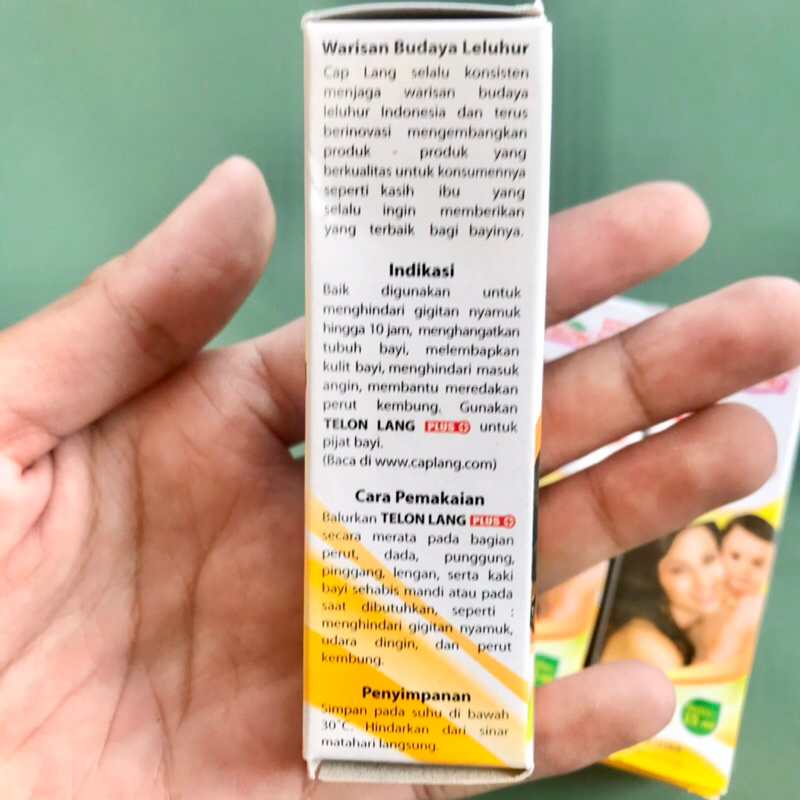 Warisan Budaya Leluhur
Cap Lang selalu konsisten
menjaga warisan budaya
leluhur Indonesia dan terus
berinovasi mengembangkan
produk - produk yang
berkualitas untuk konsumennya
seperti kasih ibu yang
selalu ingin memberikan
yang terbaik bagi bayinya.
Indikasi
Baik digunakan untuk
menghindari gigitan nyamuk
hingga 10 jam, menghangatkan
tubuh bayi, melembapkan
kulit bayi, menghindari masuk
angin, membantu meredakan
perut kembung. Gunakan
TELON LANG PLUS untuk
pijat bayi.
(Baca di www.caplang.com)
Cara Pemakaian
Balurkan TELON LANG PLUS
secara merata pada bagian
perut, dada, punggung,
pinggang, lengan, serta kaki
bayi sehabis mandi atau pada
saat dibutuhkan, seperti :
menghindari gigitan nyamuk,
udara dingin, dan perut
kembung.
Penyimpanan
Simpan pada suhu di bawah
30°C. Hindarkan dari sinar
matahari langsung.